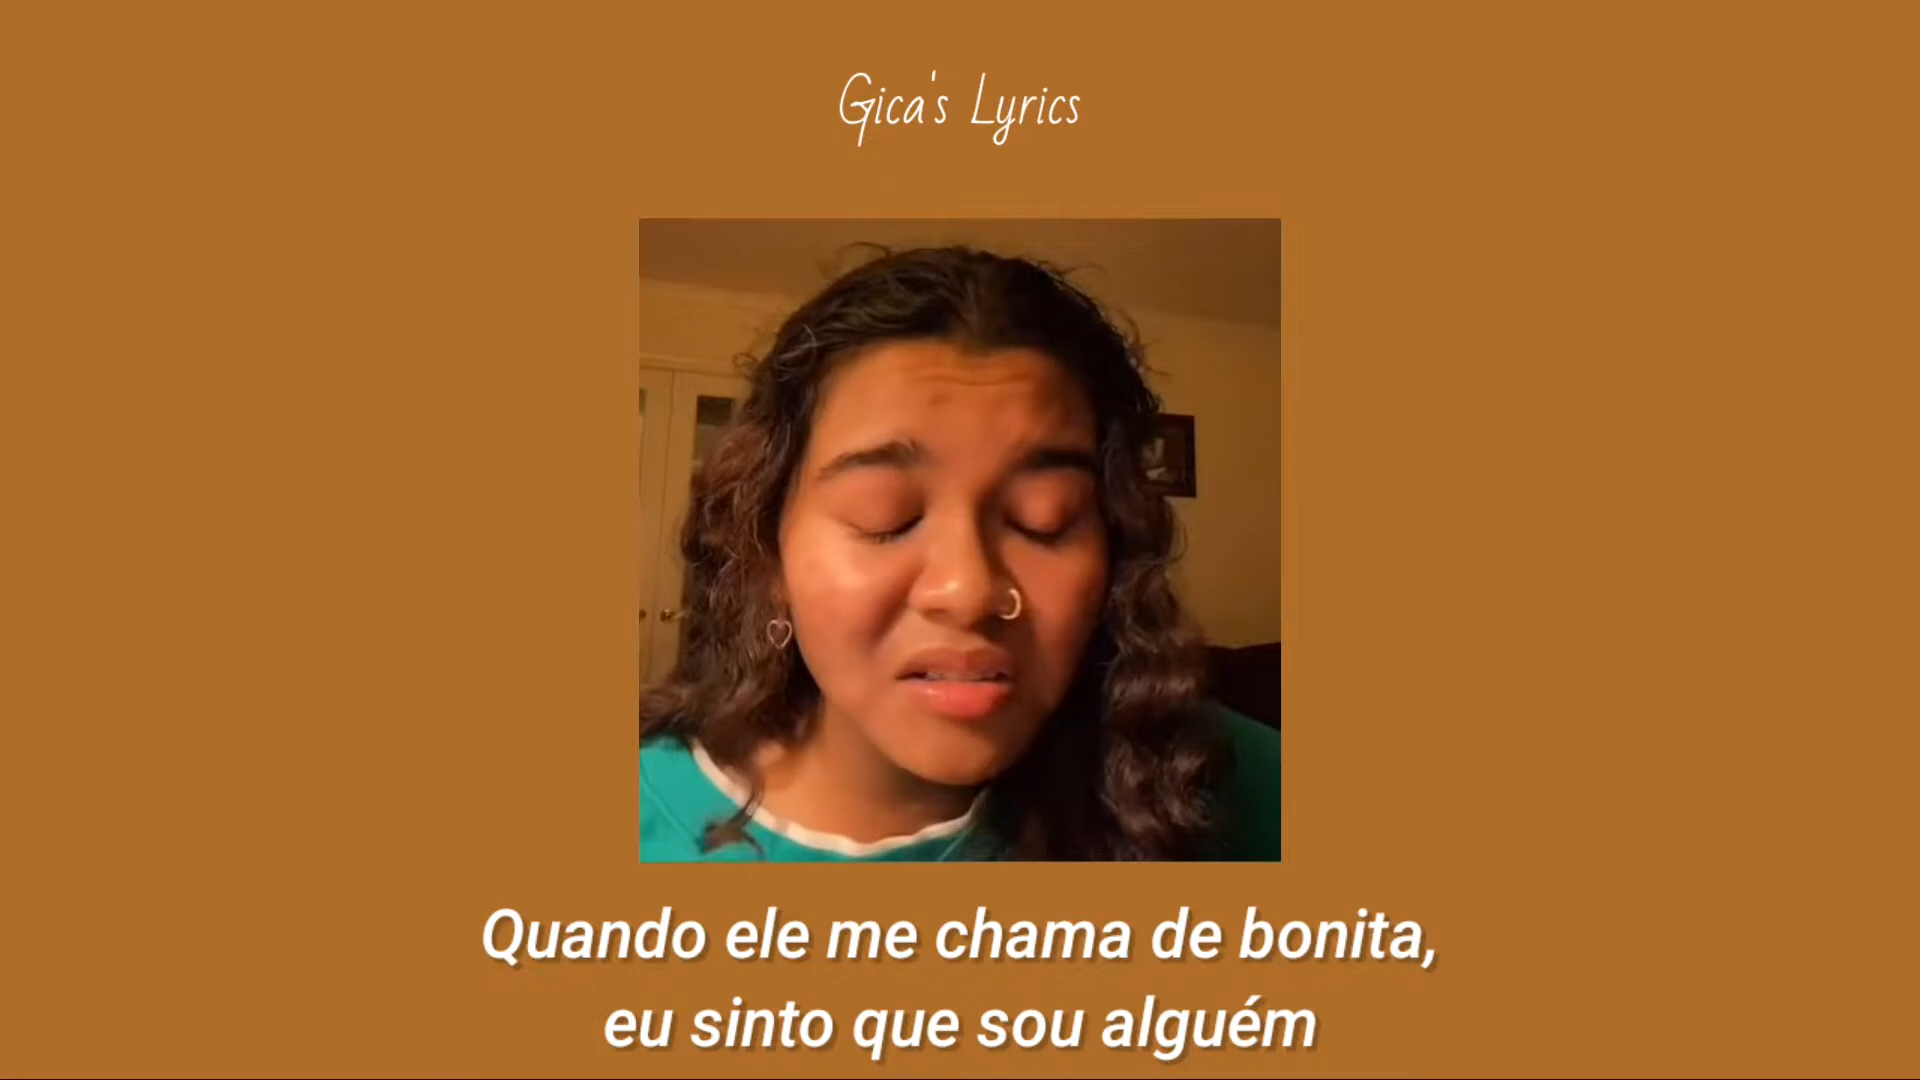 Gica's Lyrics
Quando ele me chama de bonita,
eu sinto que sou alguém